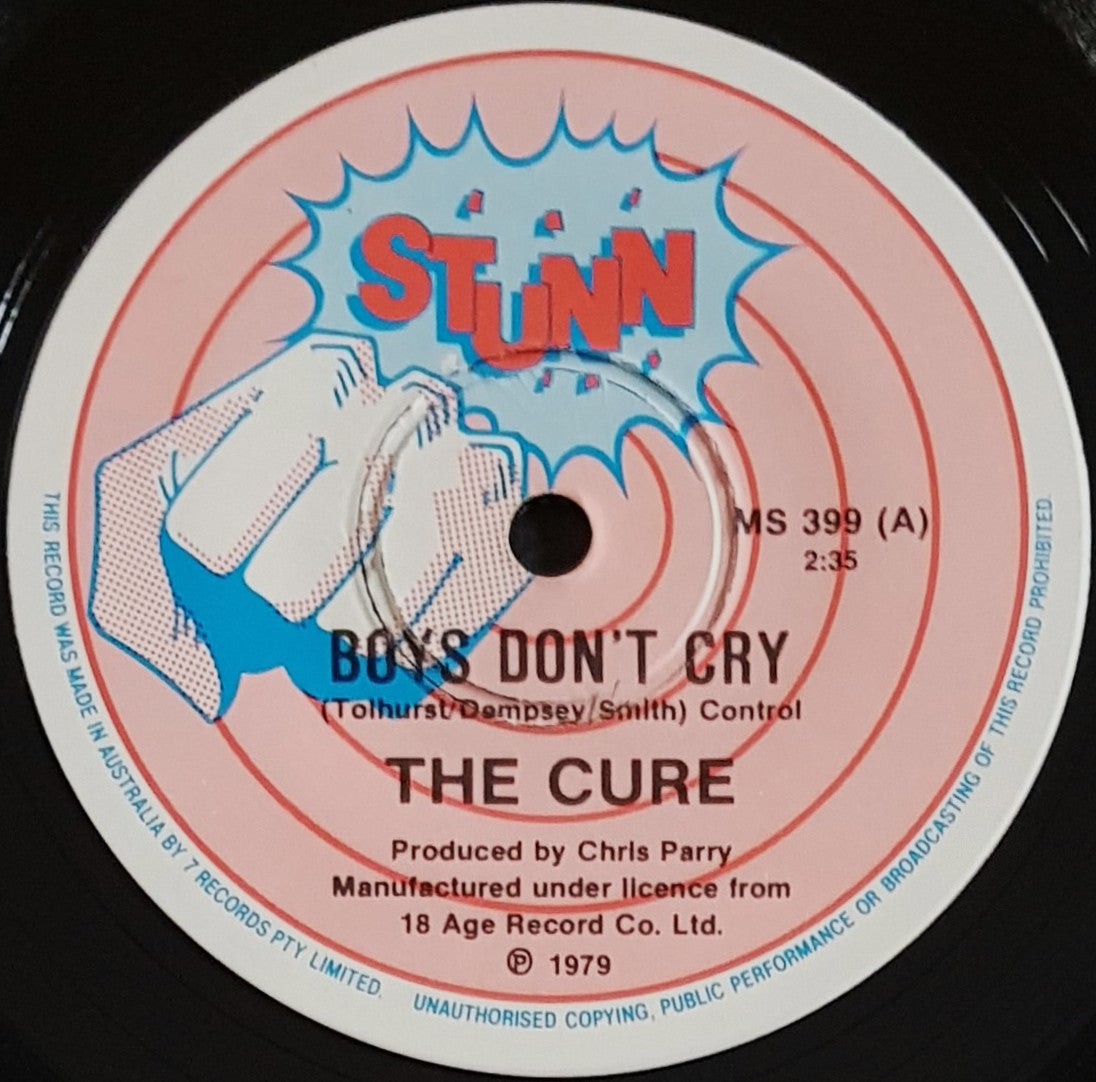 STUNN
MS 399 (A)
2:35
BOYS DON'T CRY
(Tolhurst/Dempsey/Smith) Control
THE CURE
Produced by Chris Parry
Manufactured under licence from
18 Age Record Co. Ltd.
℗ 1979
THIS RECORD WAS MADE IN AUSTRALIA BY 7 RECORDS PTY LIMITED. UNAUTHORISED COPYING, PUBLIC PERFORMANCE OR BROADCASTING OF THIS RECORD PROHIBITED.